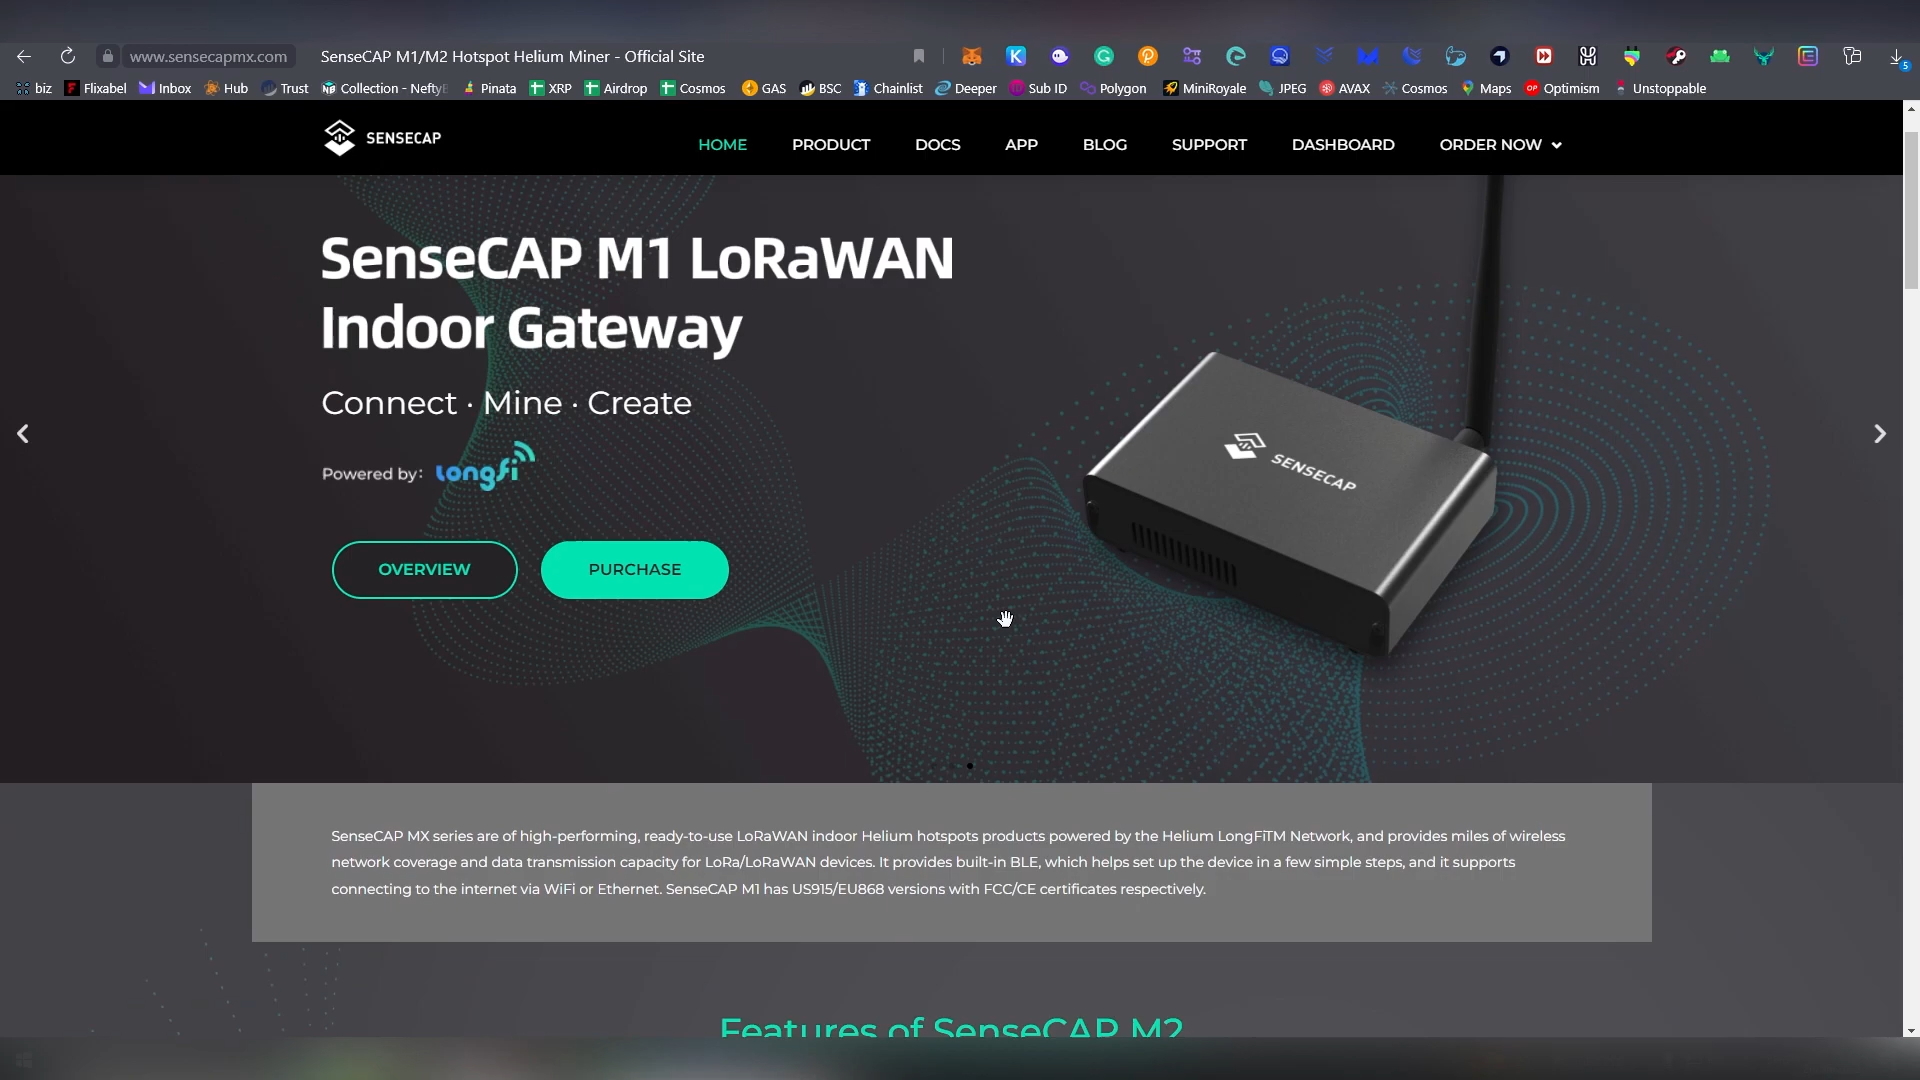 www.sensecapmx.com SenseCAP M1/M2 Hotspot Helium Miner - Official Site
5
biz Flixabel Inbox Hub Trust Collection - Nefty Pinata XRP Airdrop Cosmos GAS BSC Chainlist Deeper Sub ID Polygon MiniRoyale JPEG AVAX Cosmos Maps Optimism Unstoppable
SENSECAP HOME PRODUCT DOCS APP BLOG SUPPORT DASHBOARD ORDER NOW
SenseCAP M1 LoRaWAN
Indoor Gateway
Connect · Mine · Create
Powered by: longfi
SENSECAP
OVERVIEW PURCHASE
SenseCAP MX series are of high-performing, ready-to-use LoRaWAN indoor Helium hotspots products powered by the Helium LongFiTM Network, and provides miles of wireless
network coverage and data transmission capacity for LoRa/LoRaWAN devices. It provides built-in BLE, which helps set up the device in a few simple steps, and it supports
connecting to the internet via WiFi or Ethernet. SenseCAP M1 has US915/EU868 versions with FCC/CE certificates respectively.
Features of SenseCAP M2